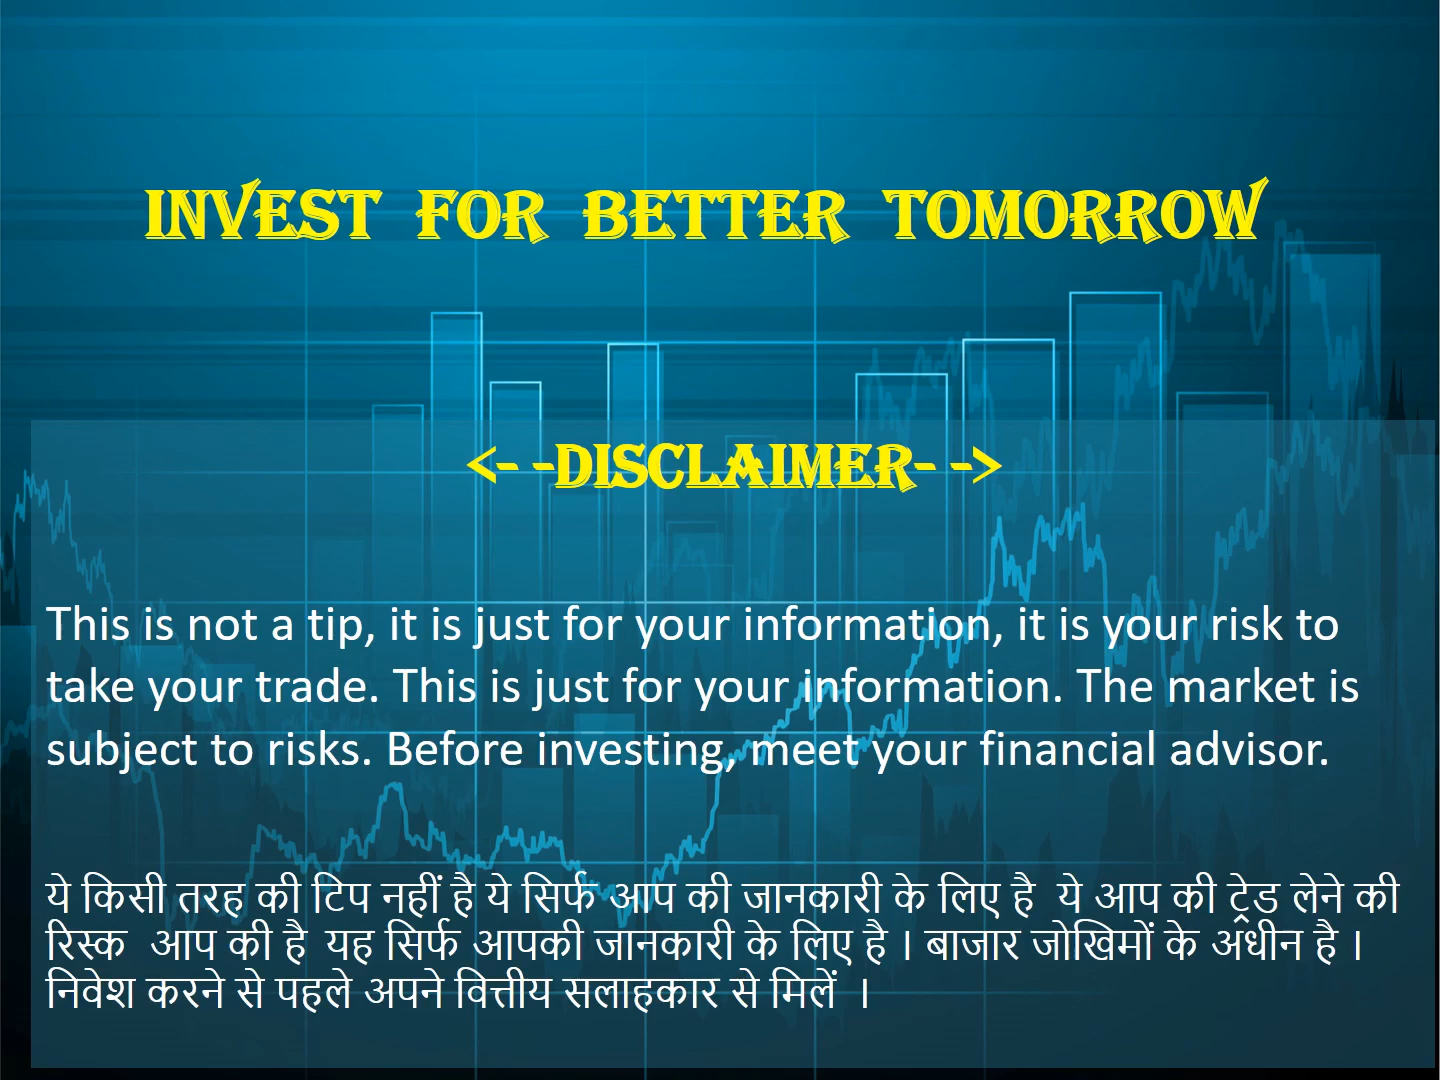 INVEST FOR BETTER TOMORROW
<- -DISCLAIMER- ->
This is not a tip, it is just for your information, it is your risk to
take your trade. This is just for your information. The market is
subject to risks. Before investing, meet your financial advisor.
ये किसी तरह की टिप नहीं है ये सिर्फ आप की जानकारी के लिए है ये आप की ट्रेड लेने की
रिस्क आप की है यह सिर्फ आपकी जानकारी के लिए है । बाजार जोखिमों के अधीन है ।
निवेश करने से पहले अपने वित्तीय सलाहकार से मिलें ।